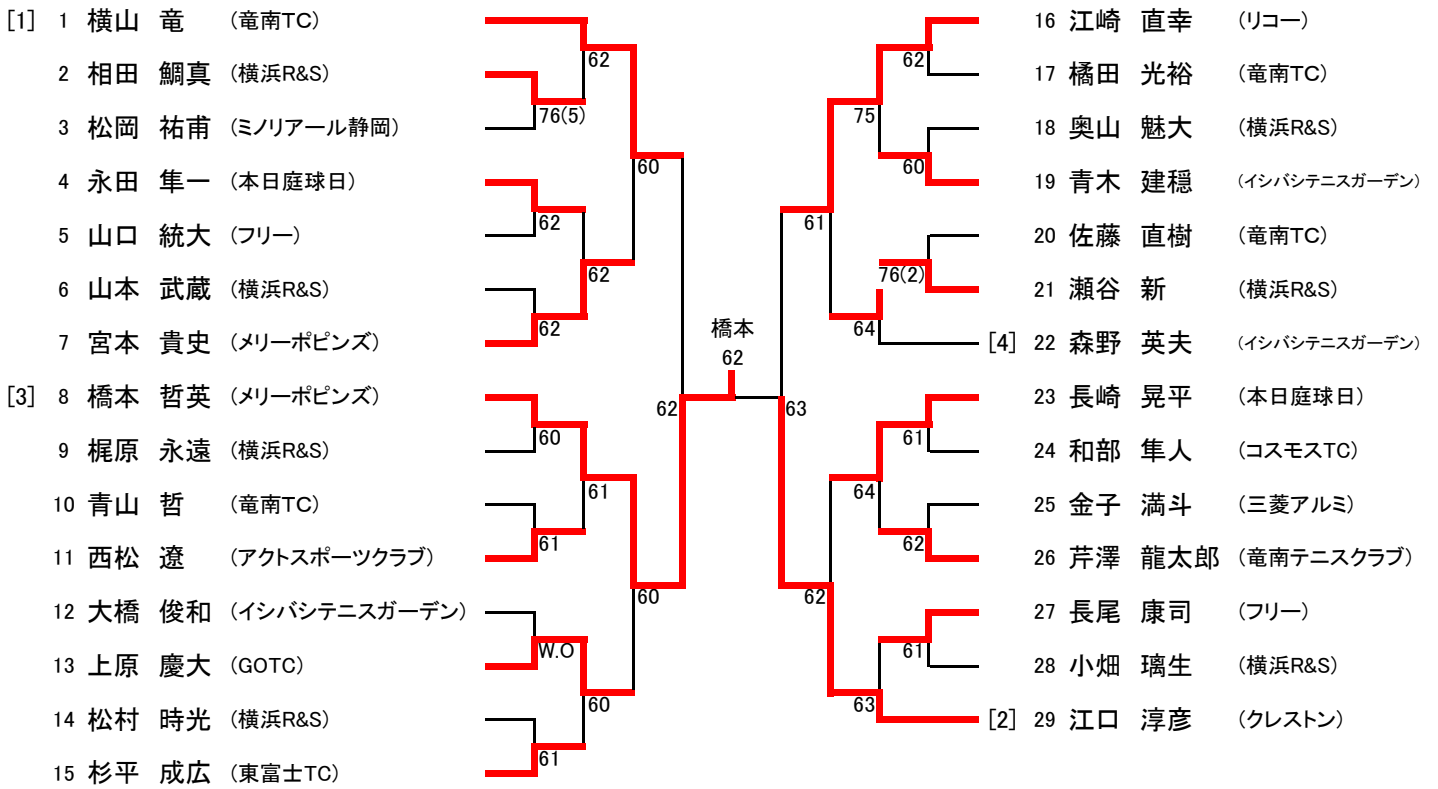 [1] 1 横山 竜 (竜南TC)
2 相田 鯛真 (横浜R&S)
3 松岡 祐甫 (ミノリアール静岡)
4 永田 隼一 (本日庭球日)
5 山口 統大 (フリー)
6 山本 武蔵 (横浜R&S)
7 宮本 貴史 (メリーポピンズ)
[3] 8 橋本 哲英 (メリーポピンズ)
9 梶原 永遠 (横浜R&S)
10 青山 哲 (竜南TC)
11 西松 遼 (アクトスポーツクラブ)
12 大橋 俊和 (イシバシテニスガーデン)
13 上原 慶大 (GOTC)
14 松村 時光 (横浜R&S)
15 杉平 成広 (東富士TC)
62
76(5)
60
62
62
62
62
60
61
61
60
W.O
60
61
橋本
62
62
75
60
61
76(2)
64
63
61
64
62
62
61
63
16 江崎 直幸 (リコー)
17 橘田 光裕 (竜南TC)
18 奥山 魅大 (横浜R&S)
19 青木 建穏 (イシバシテニスガーデン)
20 佐藤 直樹 (竜南TC)
21 瀬谷 新 (横浜R&S)
[4] 22 森野 英夫 (イシバシテニスガーデン)
23 長崎 晃平 (本日庭球日)
24 和部 隼人 (コスモスTC)
25 金子 満斗 (三菱アルミ)
26 芹澤 龍太郎 (竜南テニスクラブ)
27 長尾 康司 (フリー)
28 小畑 璃生 (横浜R&S)
[2] 29 江口 淳彦 (クレストン)